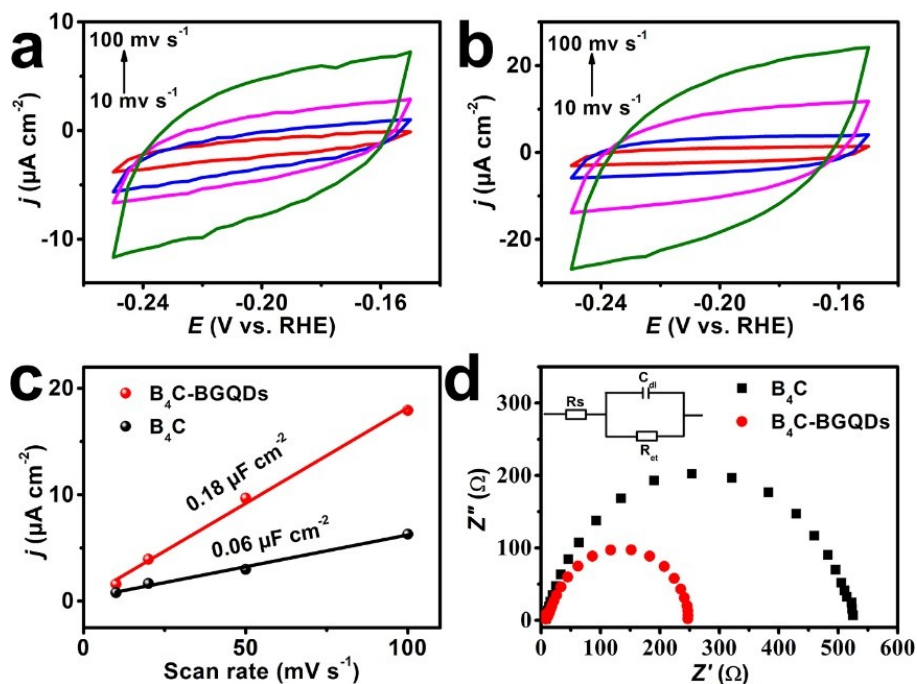 a
10
0
-10
j (μA cm⁻²)
100 mv s⁻¹
10 mv s⁻¹
-0.24 -0.20 -0.16
E (V vs. RHE)
b
20
0
-20
j (μA cm⁻²)
100 mv s⁻¹
10 mv s⁻¹
-0.24 -0.20 -0.16
E (V vs. RHE)
c
20
10
0
j (μA cm⁻²)
B₄C-BGQDs
B₄C
0.18 μF cm⁻²
0.06 μF cm⁻²
50 100
Scan rate (mV s⁻¹)
d
300
200
100
0
Z" (Ω)
Rs
C_dl
R_et
B₄C
B₄C-BGQDs
0 100 200 300 400 500 600
Z' (Ω)